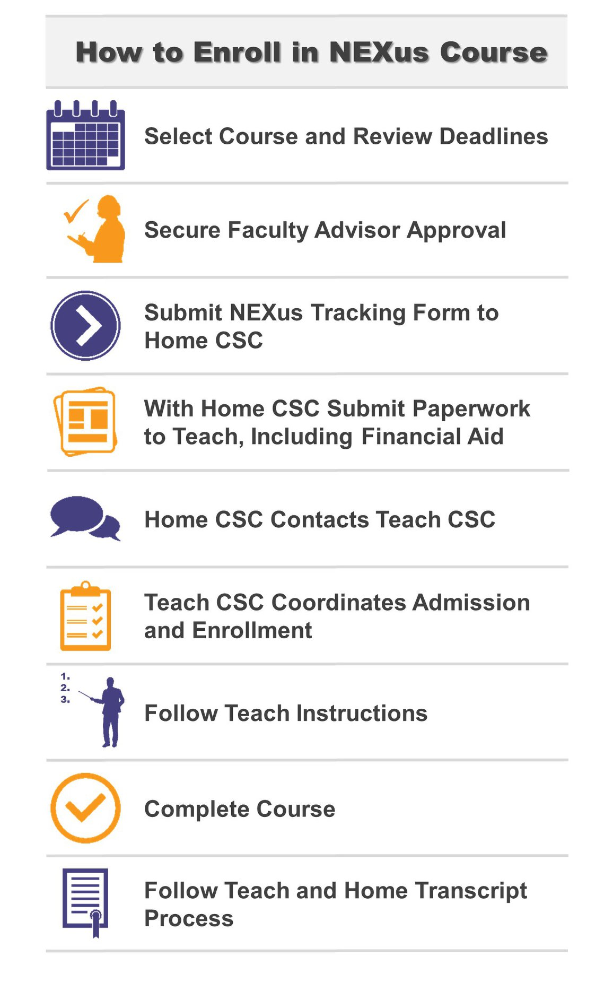 How to Enroll in NEXus Course
Select Course and Review Deadlines
Secure Faculty Advisor Approval
Submit NEXus Tracking Form to
Home CSC
With Home CSC Submit Paperwork
to Teach, Including Financial Aid
Home CSC Contacts Teach CSC
Teach CSC Coordinates Admission
and Enrollment
1.
2.
3.
Follow Teach Instructions
Complete Course
Follow Teach and Home Transcript
Process